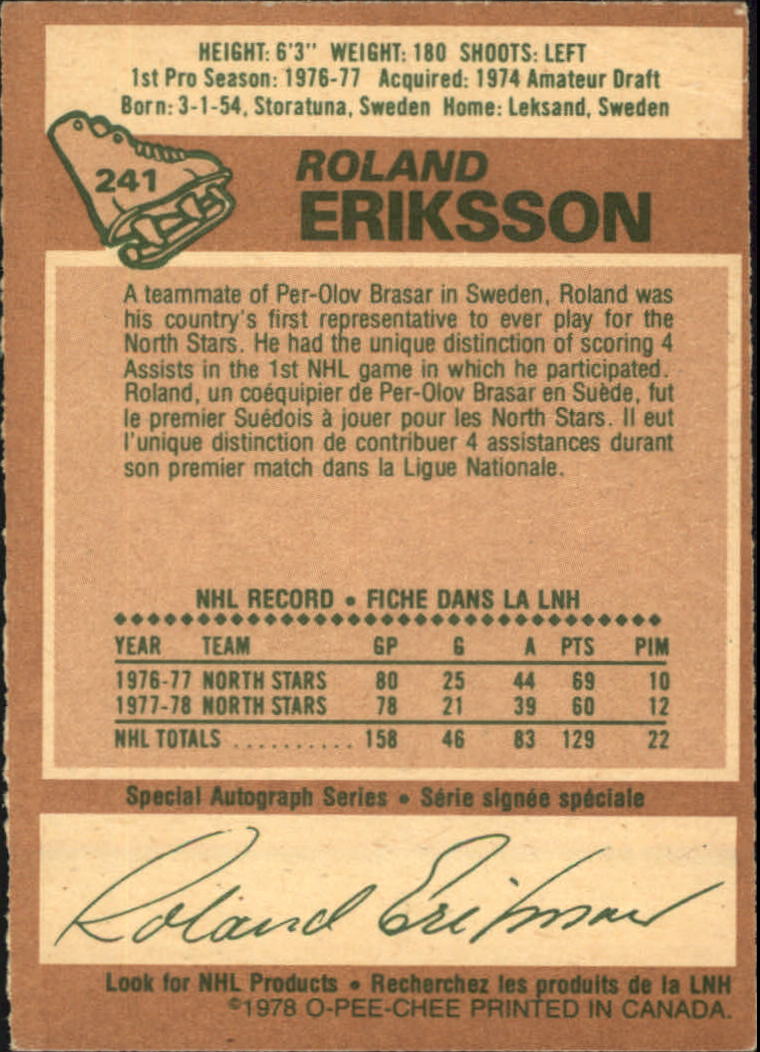 HEIGHT: 6'3" WEIGHT: 180 SHOOTS: LEFT
1st Pro Season: 1976-77 Acquired: 1974 Amateur Draft
Born: 3-1-54, Storatuna, Sweden Home: Leksand, Sweden
241
ROLAND
ERIKSSON
A teammate of Per-Olov Brasar in Sweden, Roland was
his country's first representative to ever play for the
North Stars. He had the unique distinction of scoring 4
Assists in the 1st NHL game in which he participated.
Roland, un coéquipier de Per-Olov Brasar en Suède, fut
le premier Suédois à jouer pour les North Stars. Il eut
l'unique distinction de contribuer 4 assistances durant
son premier match dans la Ligue Nationale.
NHL RECORD • FICHE DANS LA LNH
YEAR TEAM GP G A PTS PIM
1976-77 NORTH STARS 80 25 44 69 10
1977-78 NORTH STARS 78 21 39 60 12
NHL TOTALS .......... 158 46 83 129 22
Special Autograph Series • Série signée spéciale
Roland Eriksson
Look for NHL Products • Recherchez les produits de la LNH
©1978 O-PEE-CHEE PRINTED IN CANADA.